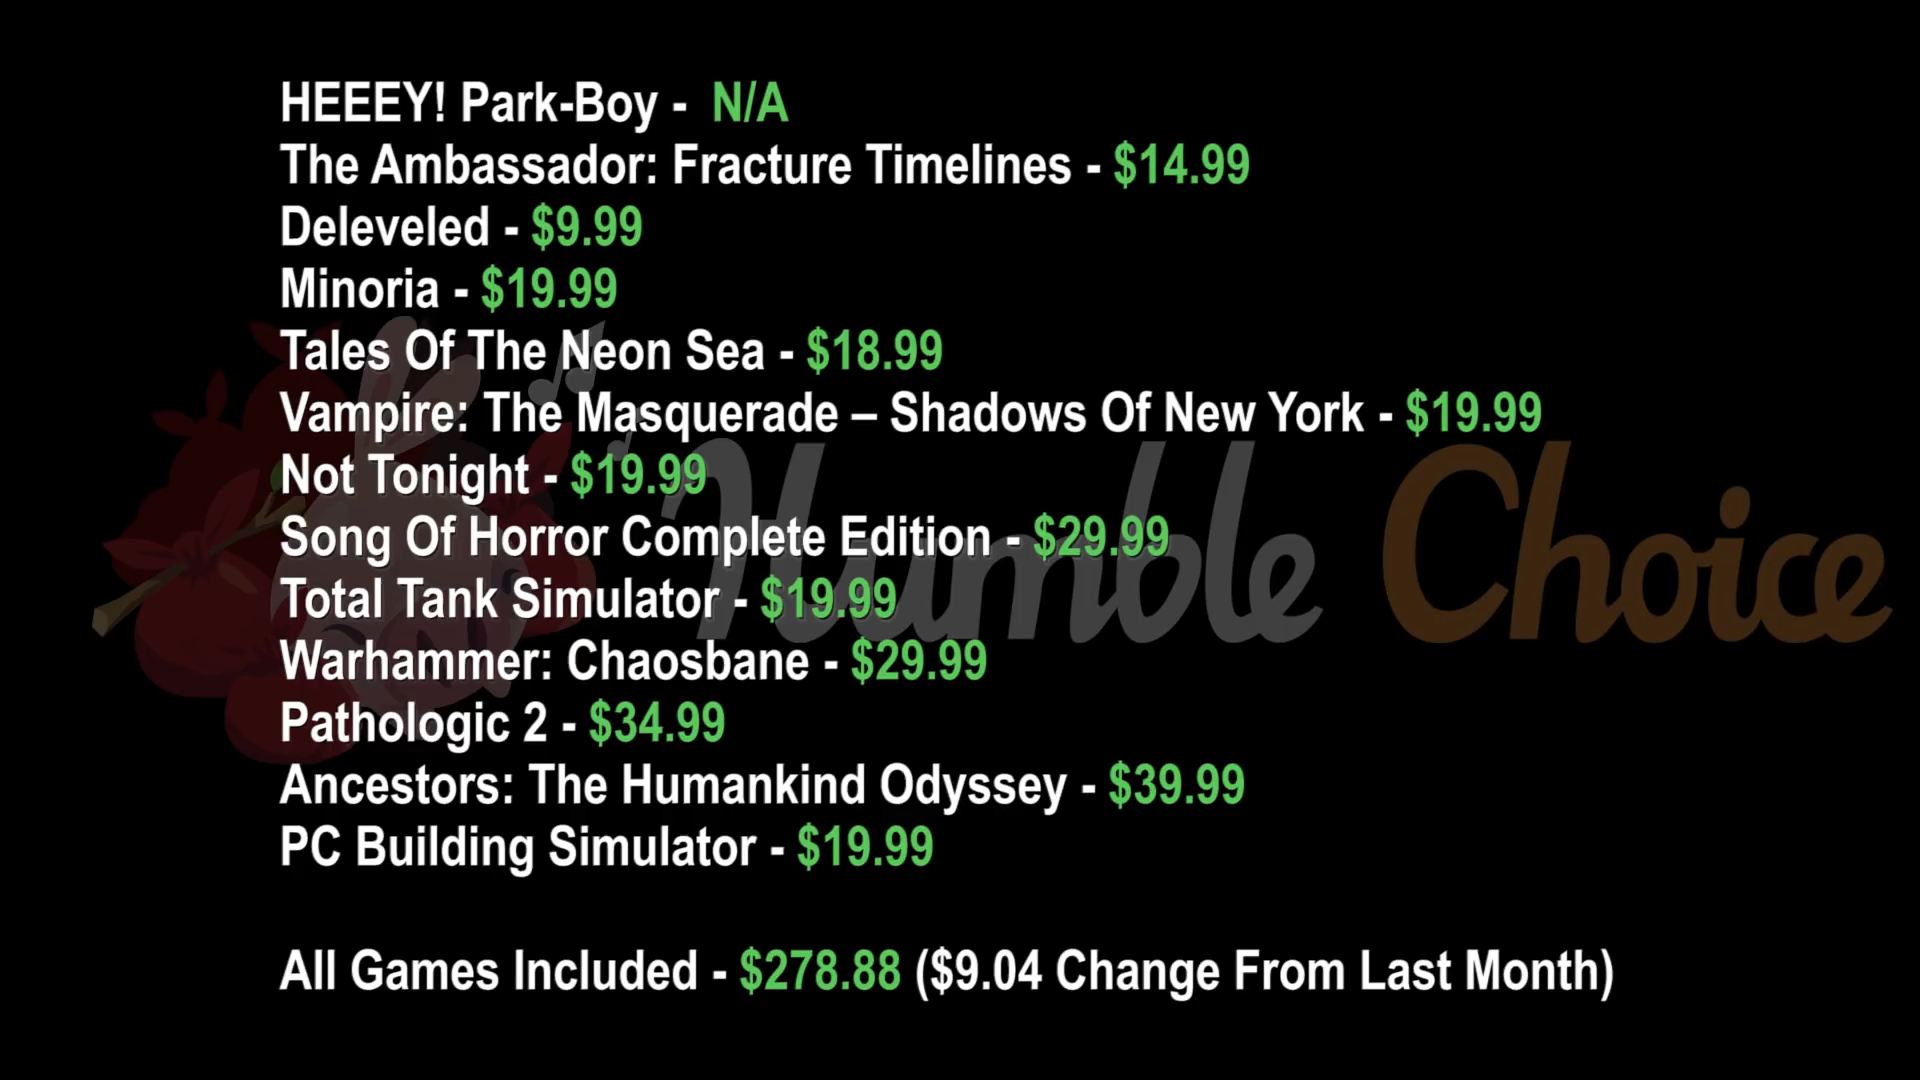 HEEEY! Park-Boy - N/A
The Ambassador: Fracture Timelines - $14.99
Deleveled - $9.99
Minoria - $19.99
Tales Of The Neon Sea - $18.99
Vampire: The Masquerade – Shadows Of New York - $19.99
Not Tonight - $19.99
Song Of Horror Complete Edition - $29.99
Total Tank Simulator - $19.99
Warhammer: Chaosbane - $29.99
Pathologic 2 - $34.99
Ancestors: The Humankind Odyssey - $39.99
PC Building Simulator - $19.99
All Games Included - $278.88 ($9.04 Change From Last Month)
Humble Choice